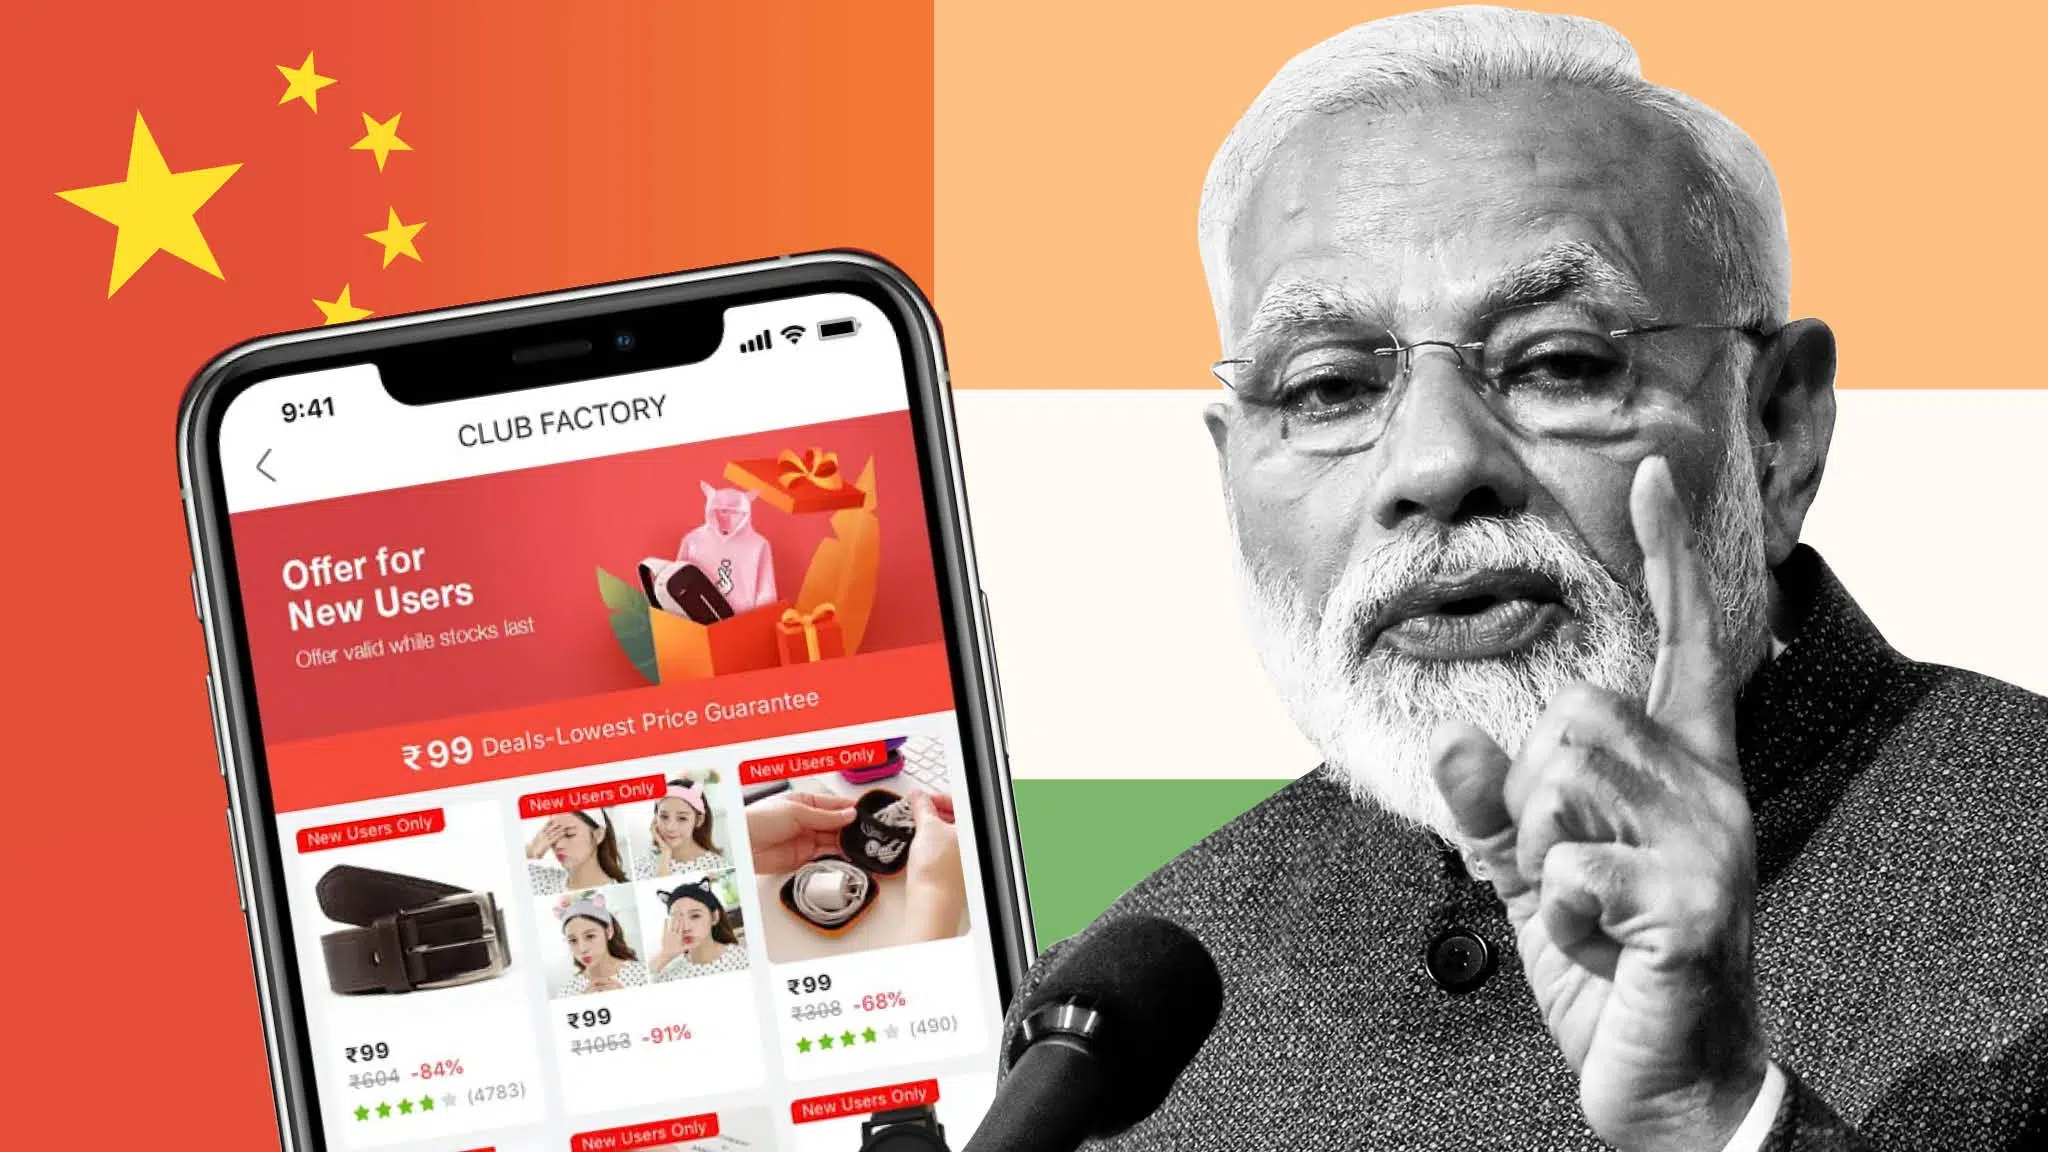 9:41
CLUB FACTORY
Offer for
New Users
Offer valid while stocks last
₹99 Deals-Lowest Price Guarantee
New Users Only
New Users Only
New Users Only
₹99
₹604 -84%
(4783)
₹99
₹1053 -91%
₹99
₹308 -68%
(490)
New Users Only
New Users Only